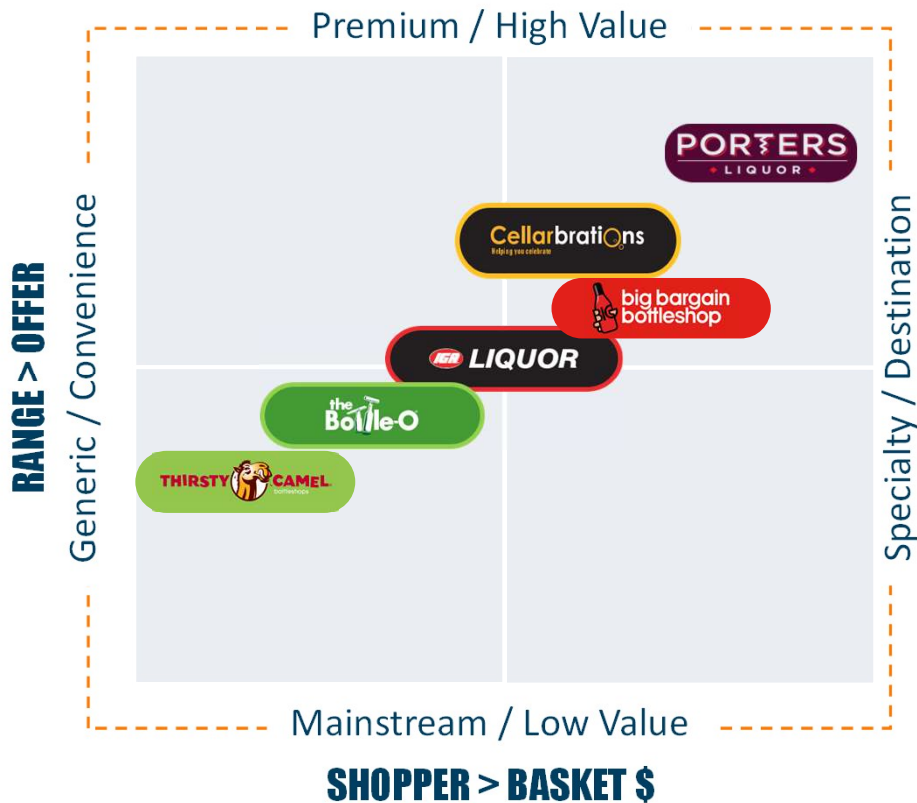 Premium / High Value
PORTERS
LIQUOR
Cellarbrations
Helping you celebrate
big bargain
bottleshop
IGA LIQUOR
the
Bottle-O
THIRSTY CAMEL
bottleshops
RANGE > OFFER
Generic / Convenience
Specialty / Destination
Mainstream / Low Value
SHOPPER > BASKET $